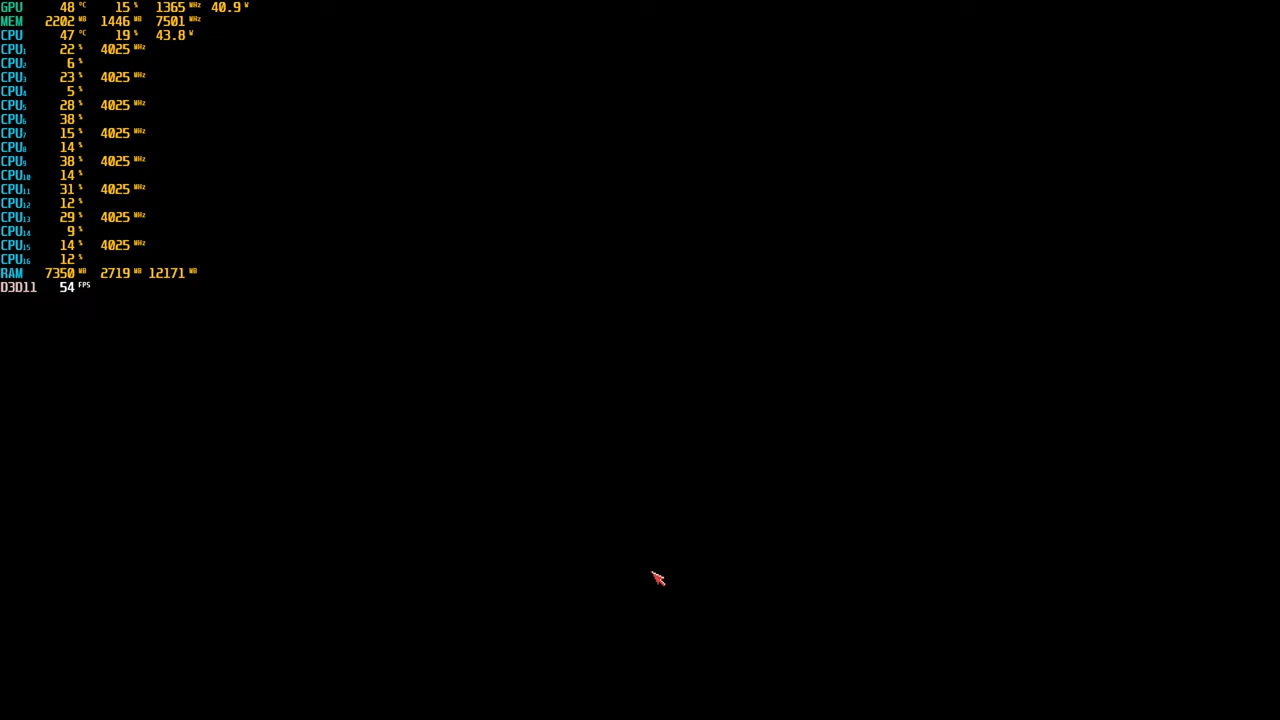 GPU 48 °C 15 % 1365 MHz 40.9 W
MEM 2202 MB 1446 MB 7501 MHz
CPU 47 °C 19 % 43.8 W
CPU1 22 % 4025 MHz
CPU2 6 %
CPU3 23 % 4025 MHz
CPU4 5 %
CPU5 28 % 4025 MHz
CPU6 38 %
CPU7 15 % 4025 MHz
CPU8 14 %
CPU9 38 % 4025 MHz
CPU10 14 %
CPU11 31 % 4025 MHz
CPU12 12 %
CPU13 29 % 4025 MHz
CPU14 9 %
CPU15 14 % 4025 MHz
CPU16 12 %
RAM 7350 MB 2719 MB 12171 MB
D3D11 54 FPS